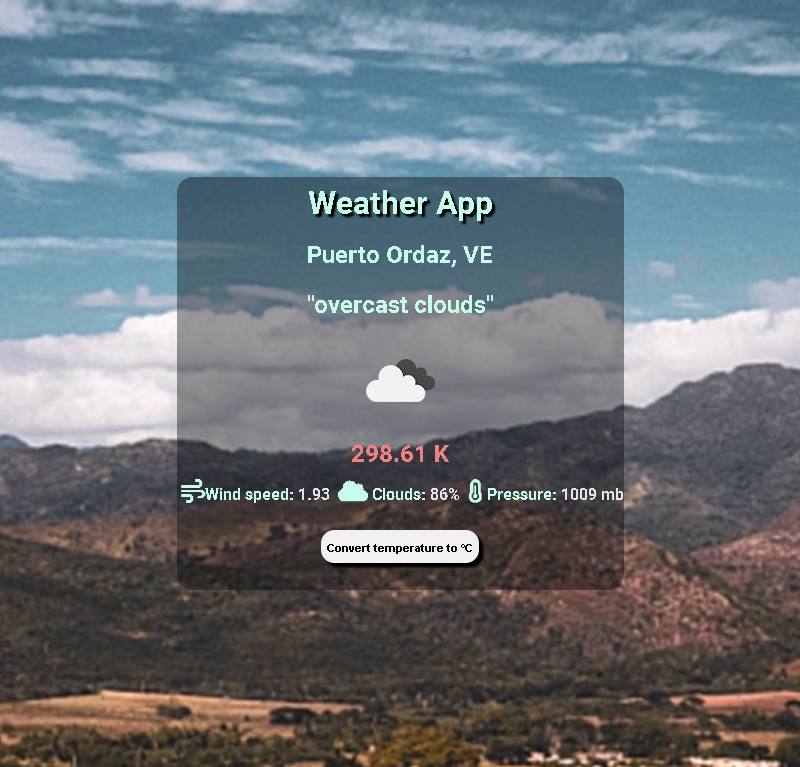 Weather App
Puerto Ordaz, VE
"overcast clouds"
298.61 K
Wind speed: 1.93 Clouds: 86% Pressure: 1009 mb
Convert temperature to °C